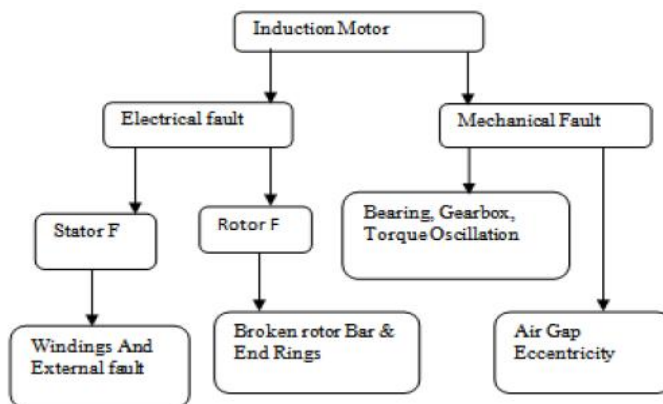 Induction Motor
Electrical fault
Mechanical Fault
Stator F
Rotor F
Bearing, Gearbox,
Torque Oscillation
Windings And
External fault
Broken rotor Bar &
End Rings
Air Gap
Eccentricity